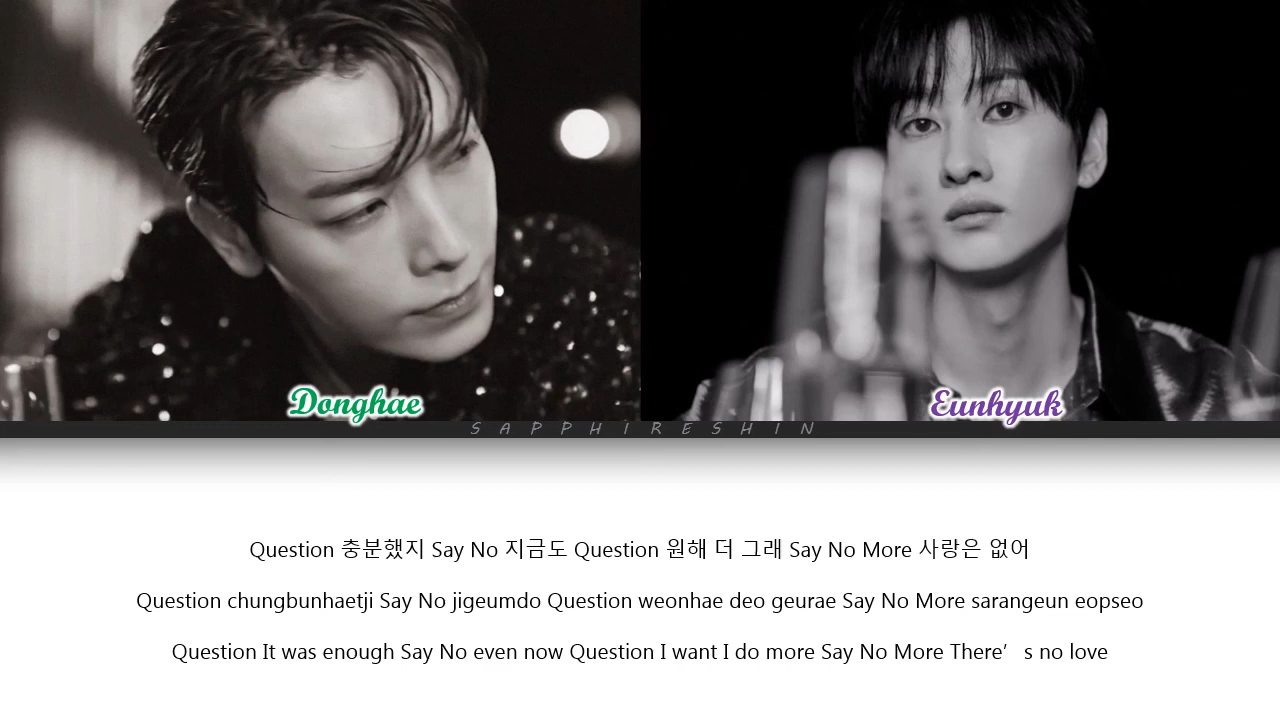 Donghae
Eunhyuk
SAPPHIRESHIN
Question 충분했지 Say No 지금도 Question 원해 더 그래 Say No More 사랑은 없어
Question chungbunhaetji Say No jigeumdo Question weonhae deo geurae Say No More sarangeun eopseo
Question It was enough Say No even now Question I want I do more Say No More There’s no love